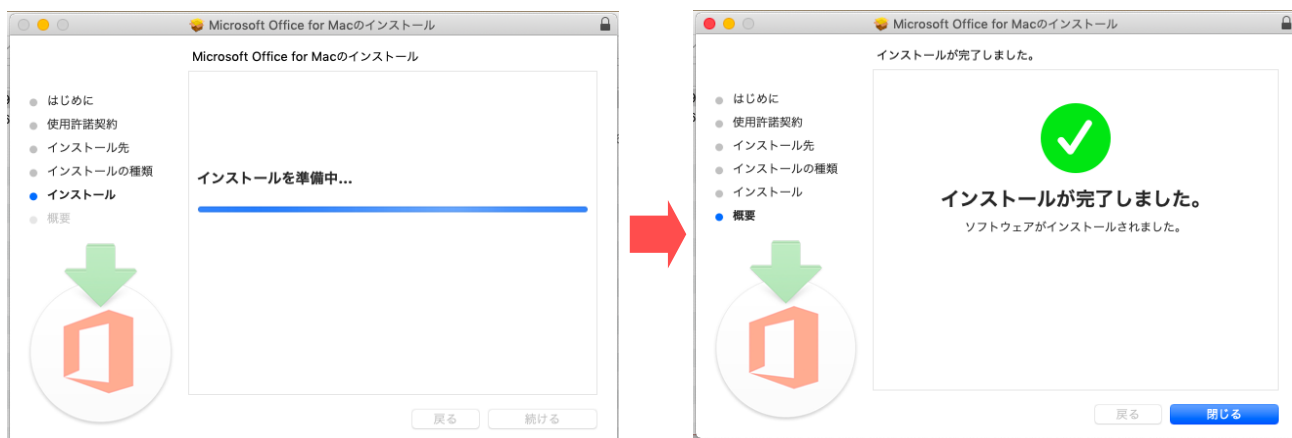 Microsoft Office for Macのインストール
Microsoft Office for Macのインストール
はじめに
使用許諾契約
インストール先
インストールの種類
インストール
概要
インストールを準備中...
戻る
続ける
Microsoft Office for Macのインストール
インストールが完了しました。
はじめに
使用許諾契約
インストール先
インストールの種類
インストール
概要
インストールが完了しました。
ソフトウェアがインストールされました。
戻る
閉じる